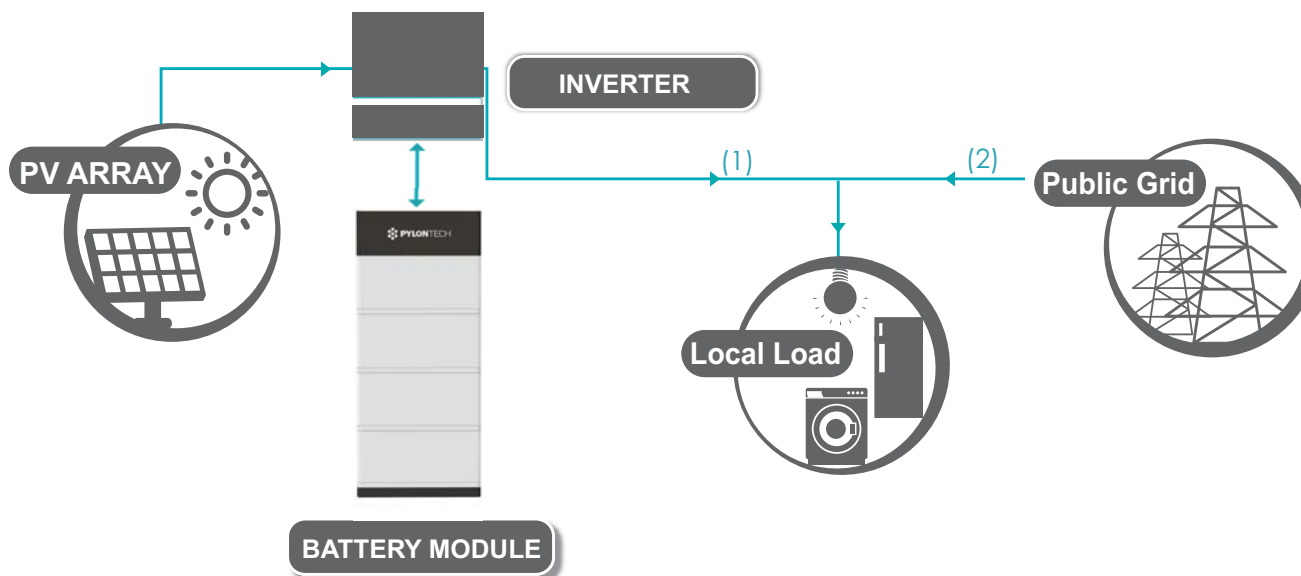 INVERTER
PV ARRAY
(1)
(2)
Public Grid
PYLONTECH
Local Load
BATTERY MODULE